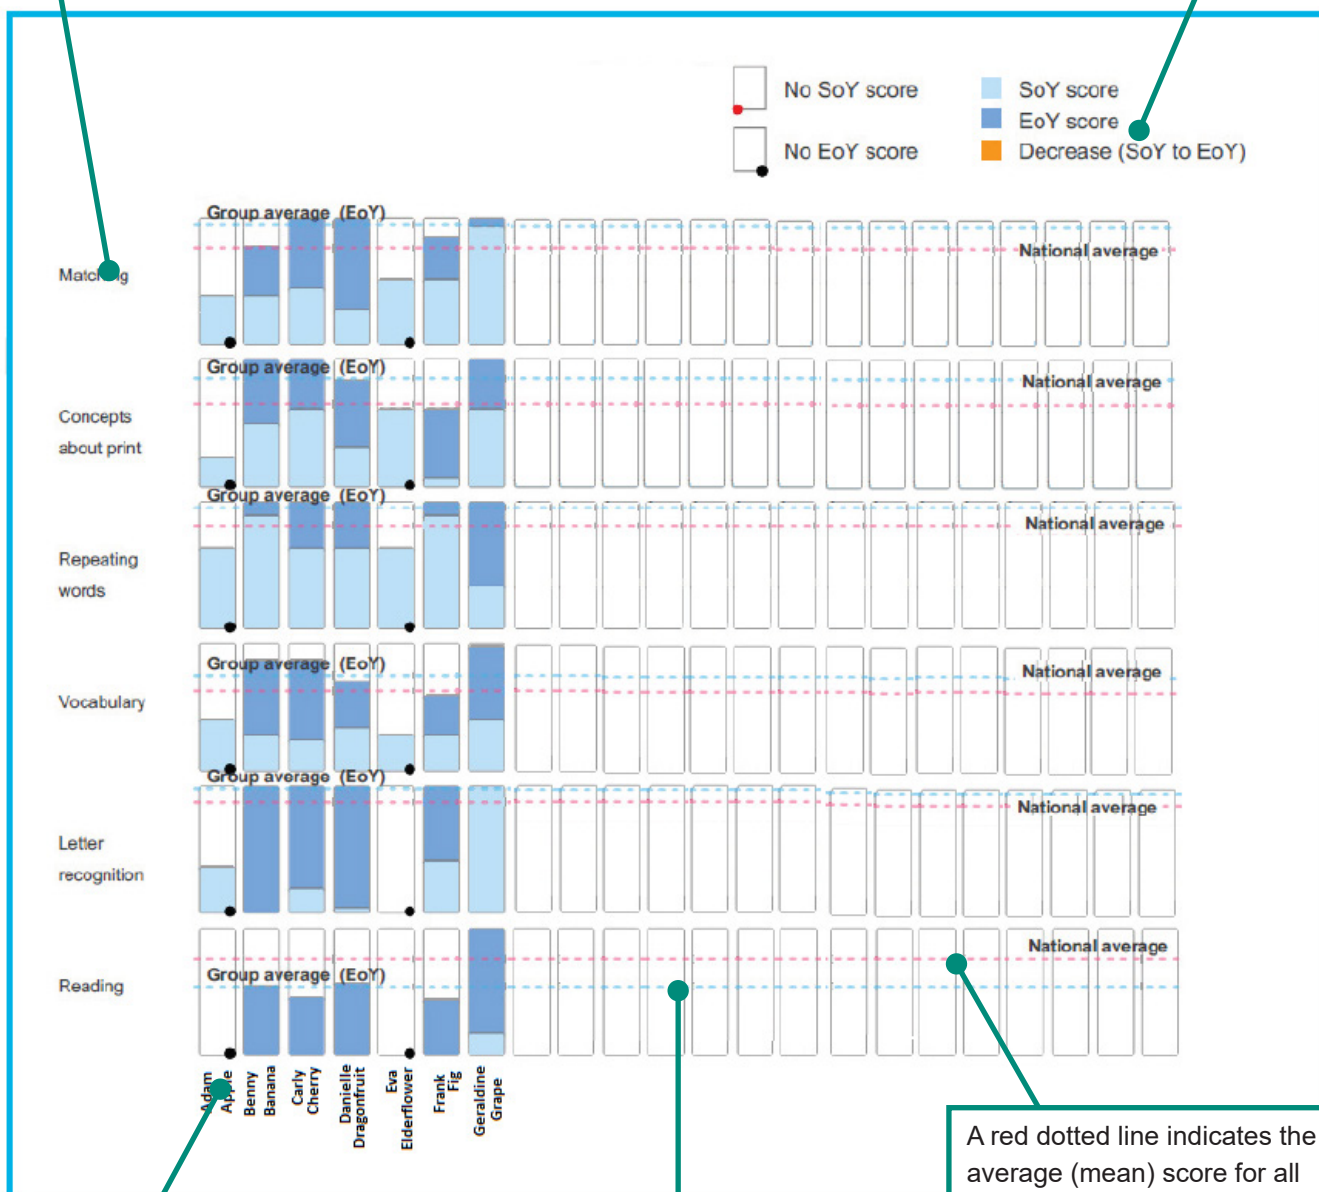 No SoY score
SoY score
EoY score
No EoY score
Decrease (SoY to EoY)
Group average (EoY)
National average
Matching
Group average (EoY)
National average
Concepts
about print
Group average (EoY)
National average
Repeating
words
Group average (EoY)
National average
Vocabulary
Group average (EoY)
National average
Letter
recognition
National average
Group average (EoY)
Reading
Adam
Apple
Benny
Banana
Carly
Cherry
Danielle
Dragonfruit
Eva
Elderflower
Frank
Fig
Geraldine
Grape
A red dotted line indicates the
average (mean) score for all